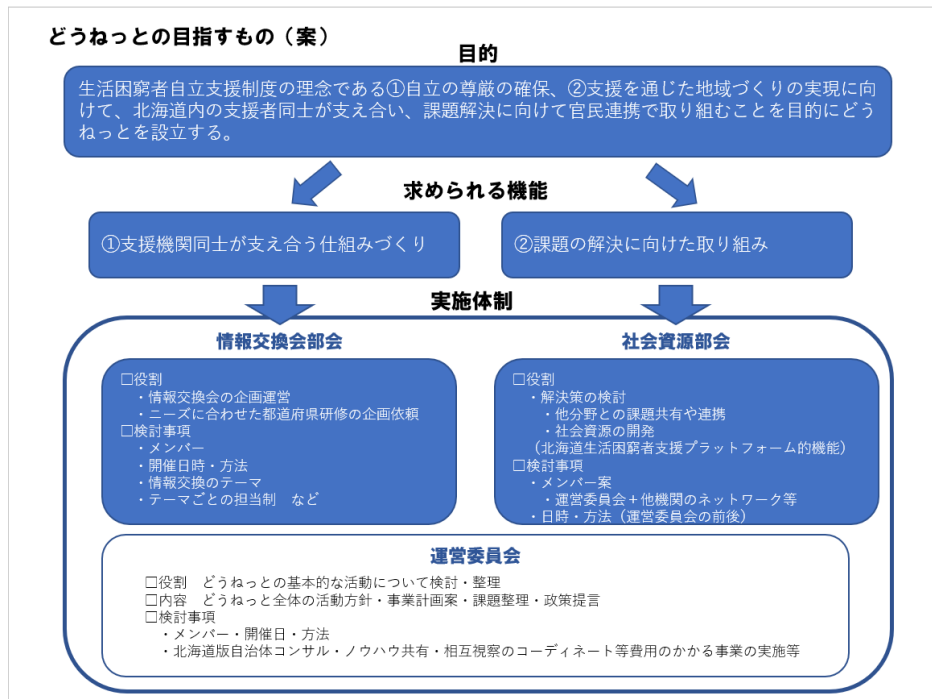 どうねっとの目指すもの（案）
目的
生活困窮者自立支援制度の理念である①自立の尊厳の確保、②支援を通じた地域づくりの実現に向
けて、北海道内の支援者同士が支え合い、課題解決に向けて官民連携で取り組むことを目的にどう
ねっとを設立する。
求められる機能
①支援機関同士が支え合う仕組みづくり
②課題の解決に向けた取り組み
実施体制
情報交換会部会
□役割
・情報交換会の企画運営
・ニーズに合わせた都道府県研修の企画依頼
□検討事項
・メンバー
・開催日時・方法
・情報交換のテーマ
・テーマごとの担当制　など
社会資源部会
□役割
・解決策の検討
・他分野との課題共有や連携
・社会資源の開発
（北海道生活困窮者支援プラットフォーム的機能）
□検討事項
・メンバー案
・運営委員会＋他機関のネットワーク等
・日時・方法（運営委員会の前後）
運営委員会
□役割　どうねっとの基本的な活動について検討・整理
□内容　どうねっと全体の活動方針・事業計画案・課題整理・政策提言
□検討事項
・メンバー・開催日・方法
・北海道版自治体コンサル・ノウハウ共有・相互視察のコーディネート等費用のかかる事業の実施等